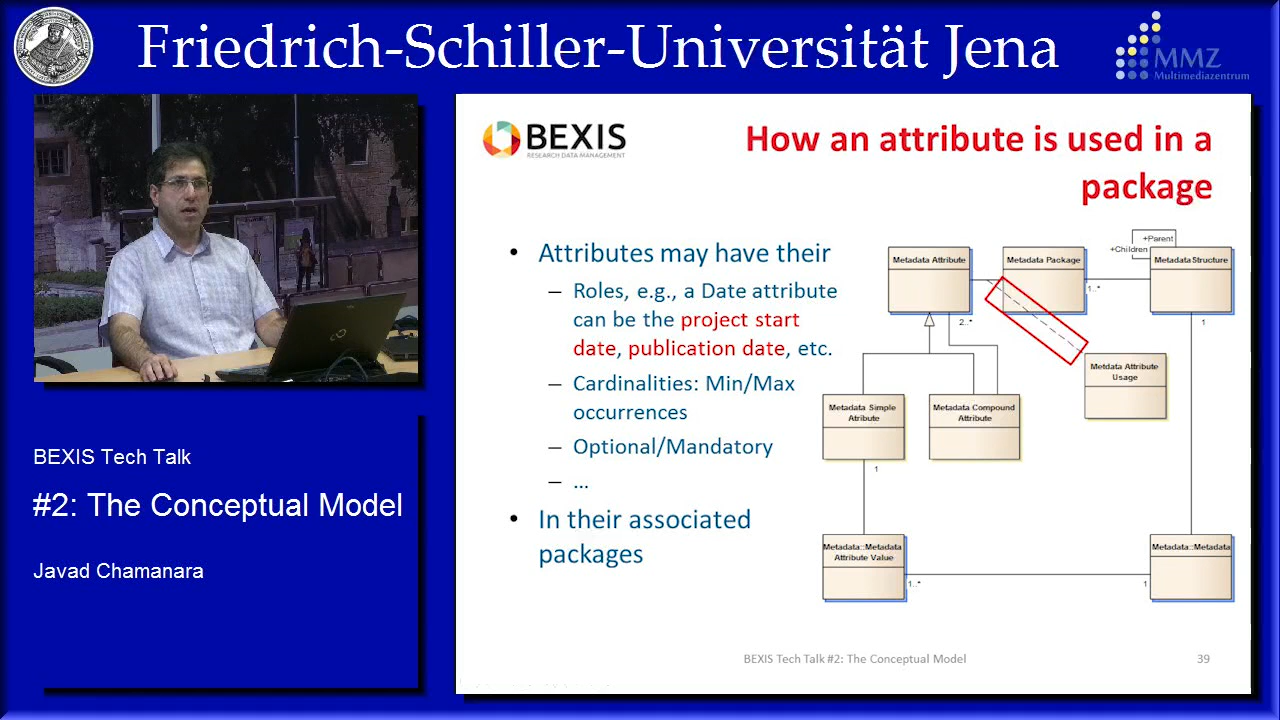 Friedrich-Schiller-Universität Jena
MMZ
Multimediazentrum
BEXIS Tech Talk
#2: The Conceptual Model
Javad Chamanara
BEXIS
RESEARCH DATA MANAGEMENT
How an attribute is used in a
package
• Attributes may have their
– Roles, e.g., a Date attribute
can be the project start
date, publication date, etc.
– Cardinalities: Min/Max
occurrences
– Optional/Mandatory
– ...
• In their associated
packages
+Parent
+Children
Metadata Attribute
Metadata Package
MetadataStructure
1..*
2..*
1
Metdata Attribute
Usage
Metadata Simple
Atribute
Metadata Compound
Attribute
1
Metadata::Metadata
Attribute Value
Metadata::Metadata
1..*
1
BEXIS Tech Talk #2: The Conceptual Model
39